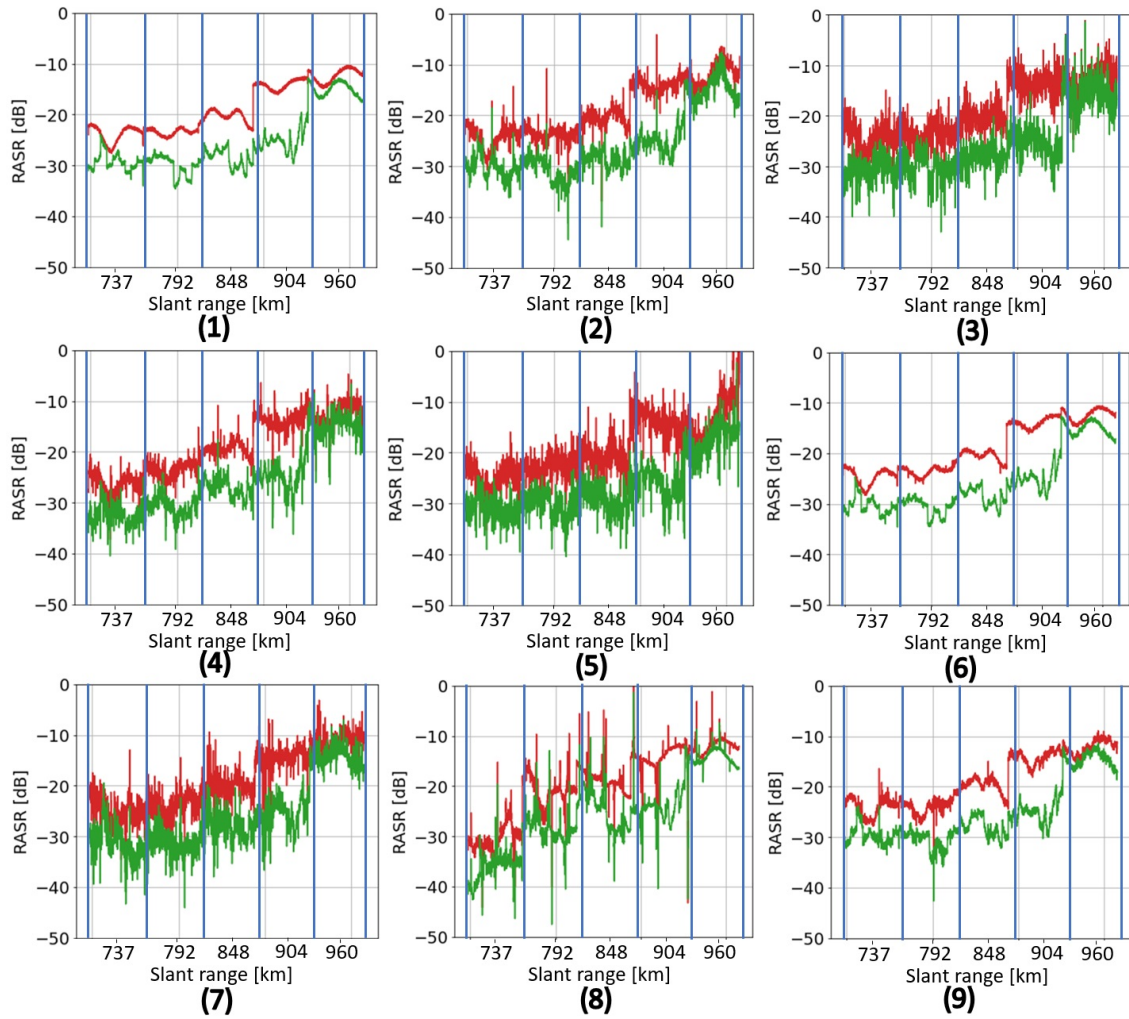 0 0 0
−10 −10 −10
−20 −20 −20
−30 −30 −30
−40 −40 −40
−50 −50 −50
RASR [dB] RASR [dB] RASR [dB]
737 792 848 904 960 737 792 848 904 960 737 792 848 904 960
Slant range [km] Slant range [km] Slant range [km]
(1) (2) (3)
0 0 0
−10 −10 −10
−20 −20 −20
−30 −30 −30
−40 −40 −40
−50 −50 −50
RASR [dB] RASR [dB] RASR [dB]
737 792 848 904 960 737 792 848 904 960 737 792 848 904 960
Slant range [km] Slant range [km] Slant range [km]
(4) (5) (6)
0 0 0
−10 −10 −10
−20 −20 −20
−30 −30 −30
−40 −40 −40
−50 −50 −50
RASR [dB] RASR [dB] RASR [dB]
737 792 848 904 960 737 792 848 904 960 737 792 848 904 960
Slant range [km] Slant range [km] Slant range [km]
(7) (8) (9)